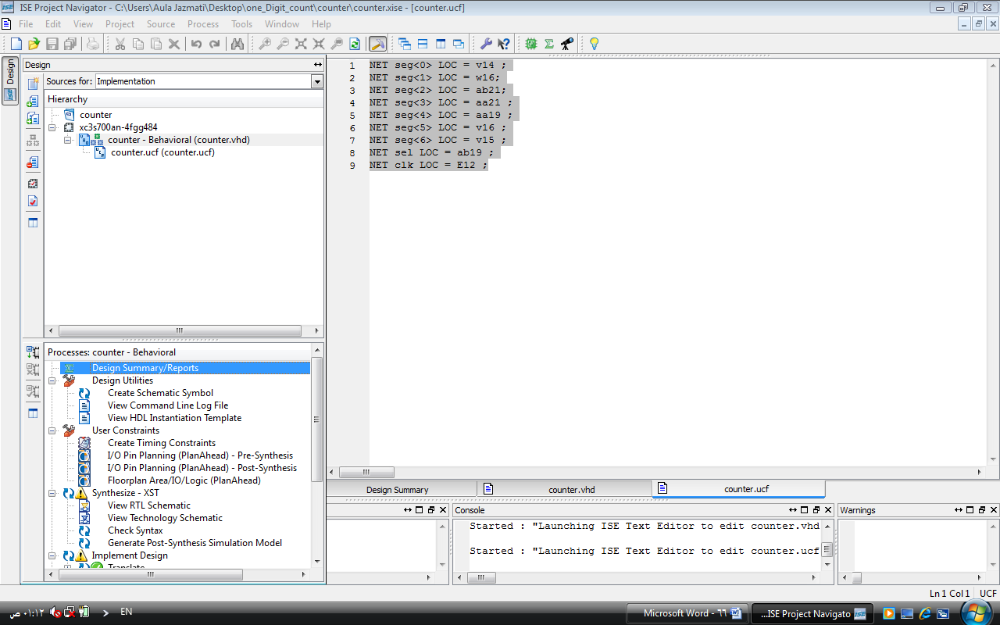 ISE Project Navigator - C:\Users\Aula Jazmati\Desktop\one_Digit_count\counter\counter.xise - [counter.ucf]
File Edit View Project Source Process Tools Window Help
Design
Design
Sources for: Implementation
Hierarchy
counter
xc3s700an-4fgg484
counter - Behavioral (counter.vhd)
counter.ucf (counter.ucf)
Processes: counter - Behavioral
Design Summary/Reports
Design Utilities
Create Schematic Symbol
View Command Line Log File
View HDL Instantiation Template
User Constraints
Create Timing Constraints
I/O Pin Planning (PlanAhead) - Pre-Synthesis
I/O Pin Planning (PlanAhead) - Post-Synthesis
Floorplan Area/IO/Logic (PlanAhead)
Synthesize - XST
View RTL Schematic
View Technology Schematic
Check Syntax
Generate Post-Synthesis Simulation Model
Implement Design
Translate
1 NET seg<0> LOC = v14 ;
2 NET seg<1> LOC = w16;
3 NET seg<2> LOC = ab21;
4 NET seg<3> LOC = aa21 ;
5 NET seg<4> LOC = aa19 ;
6 NET seg<5> LOC = v16 ;
7 NET seg<6> LOC = v15 ;
8 NET sel LOC = ab19 ;
9 NET clk LOC = E12 ;
Design Summary counter.vhd counter.ucf
Console
Started : "Launching ISE Text Editor to edit counter.vhd
Started : "Launching ISE Text Editor to edit counter.ucf
Warnings
Ln 1 Col 1 UCF
٠١:١٢ ص
EN
Microsoft Word - ٦٦
...ISE Project Navigato